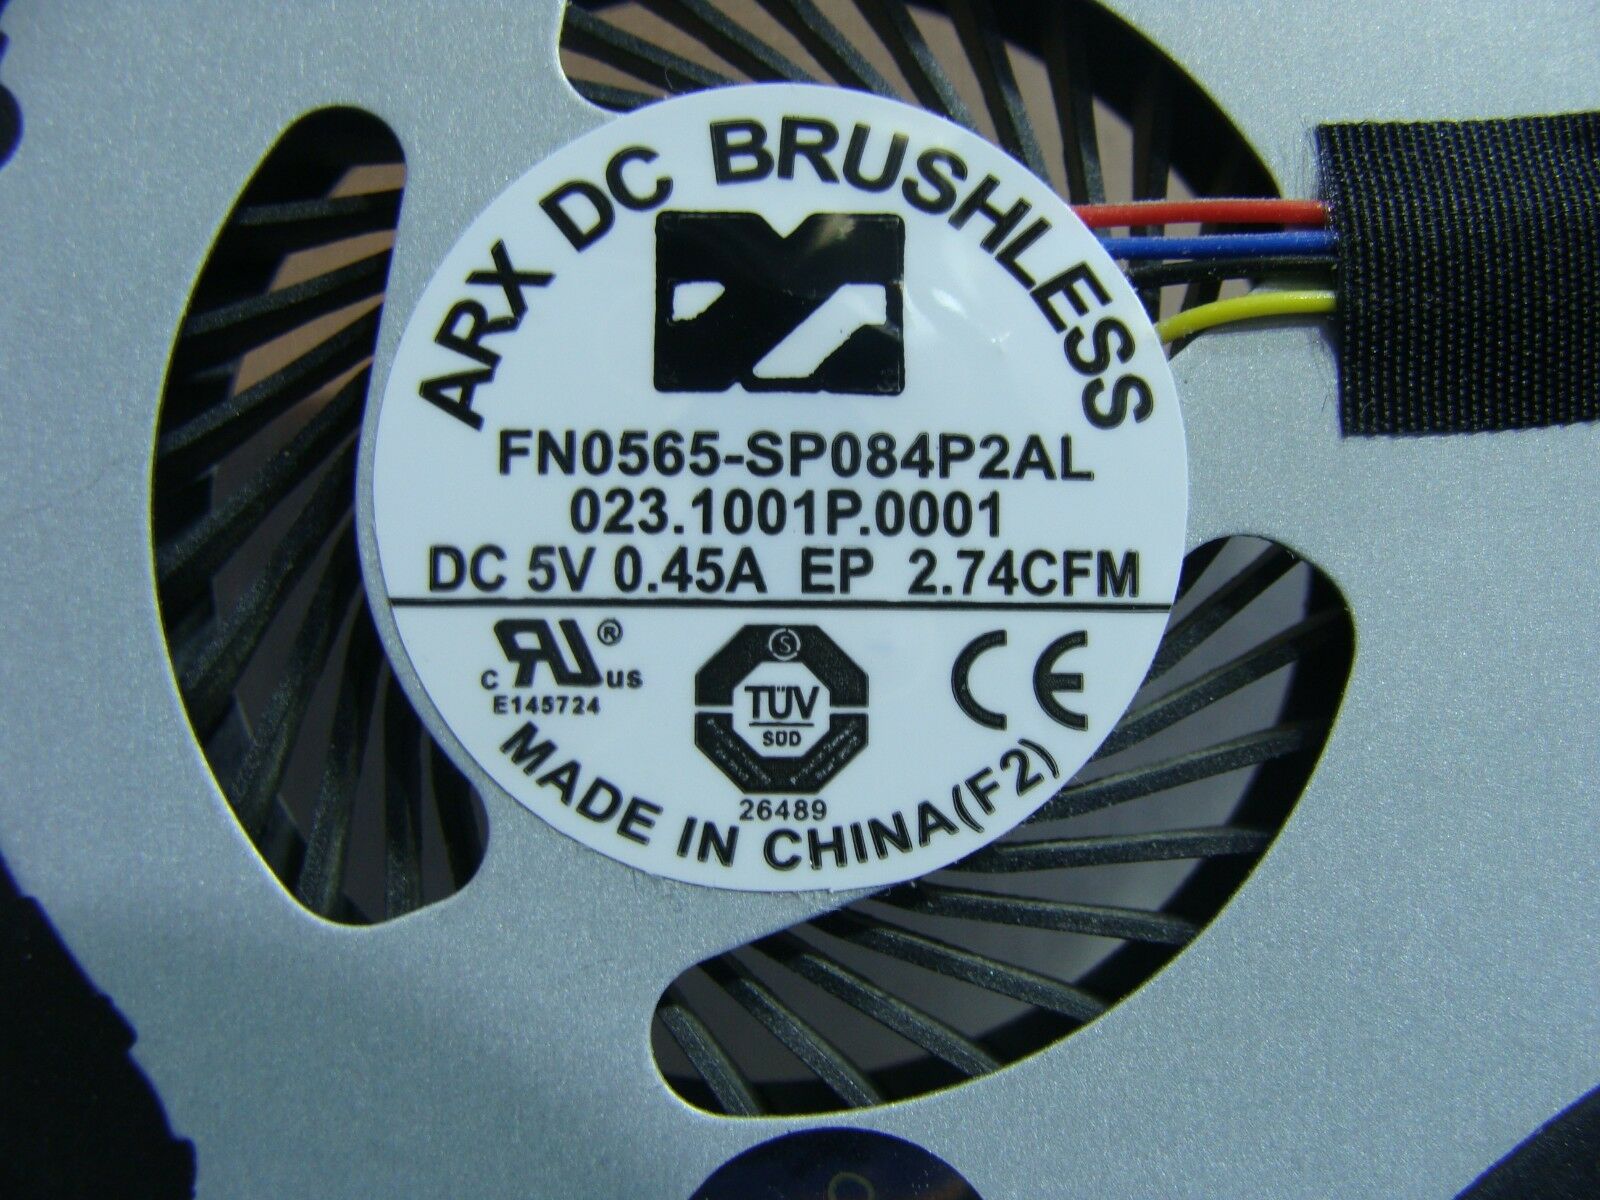 ARX DC BRUSHLESS
FN0565-SP084P2AL
023.1001P.0001
DC 5V 0.45A EP 2.74CFM
c RU ® US
E145724
S
TÜV
SÜD
26489
CE
MADE IN CHINA(F2)